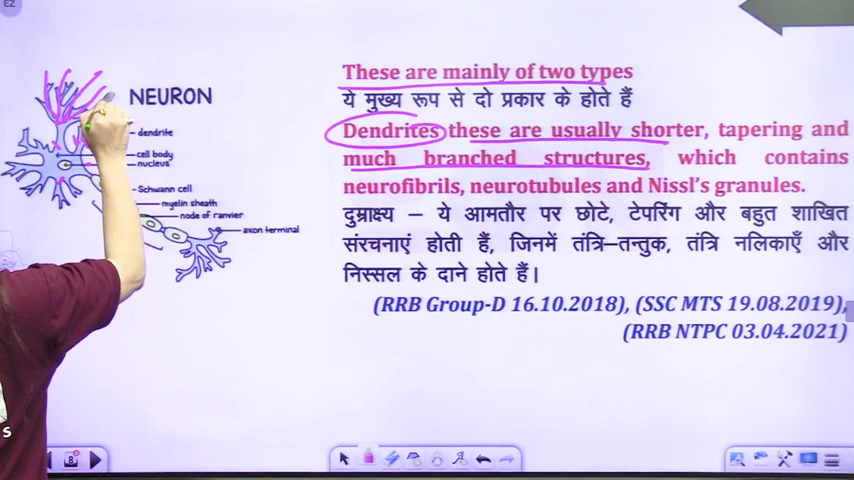 EZ
NEURON
dendrite
cell body
nucleus
Schwann cell
myelin sheath
node of ranvier
axon terminal
These are mainly of two types
ये मुख्य रूप से दो प्रकार के होते हैं
Dendrites these are usually shorter, tapering and
much branched structures, which contains
neurofibrils, neurotubules and Nissl's granules.
दुम्राक्ष्य – ये आमतौर पर छोटे, टेपरिंग और बहुत शाखित
संरचनाएं होती हैं, जिनमें तंत्रि–तन्तुक, तंत्रि नलिकाएँ और
निस्सल के दाने होते हैं।
(RRB Group-D 16.10.2018), (SSC MTS 19.08.2019),
(RRB NTPC 03.04.2021)
S
8